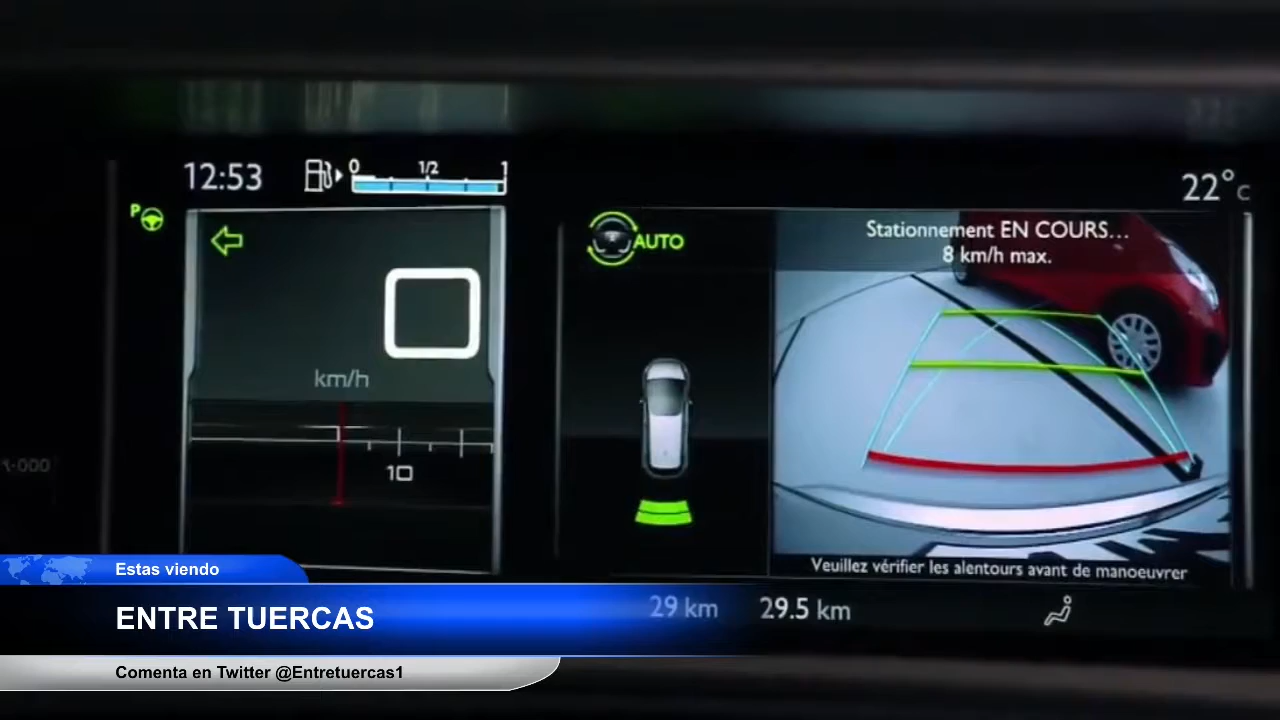 12:53
0 1/2 1
22°C
P
AUTO
Stationnement EN COURS...
8 km/h max.
0
km/h
10
Veuillez vérifier les alentours avant de manoeuvrer
Estas viendo
29 km 29.5 km
ENTRE TUERCAS
Comenta en Twitter @Entretuercas1